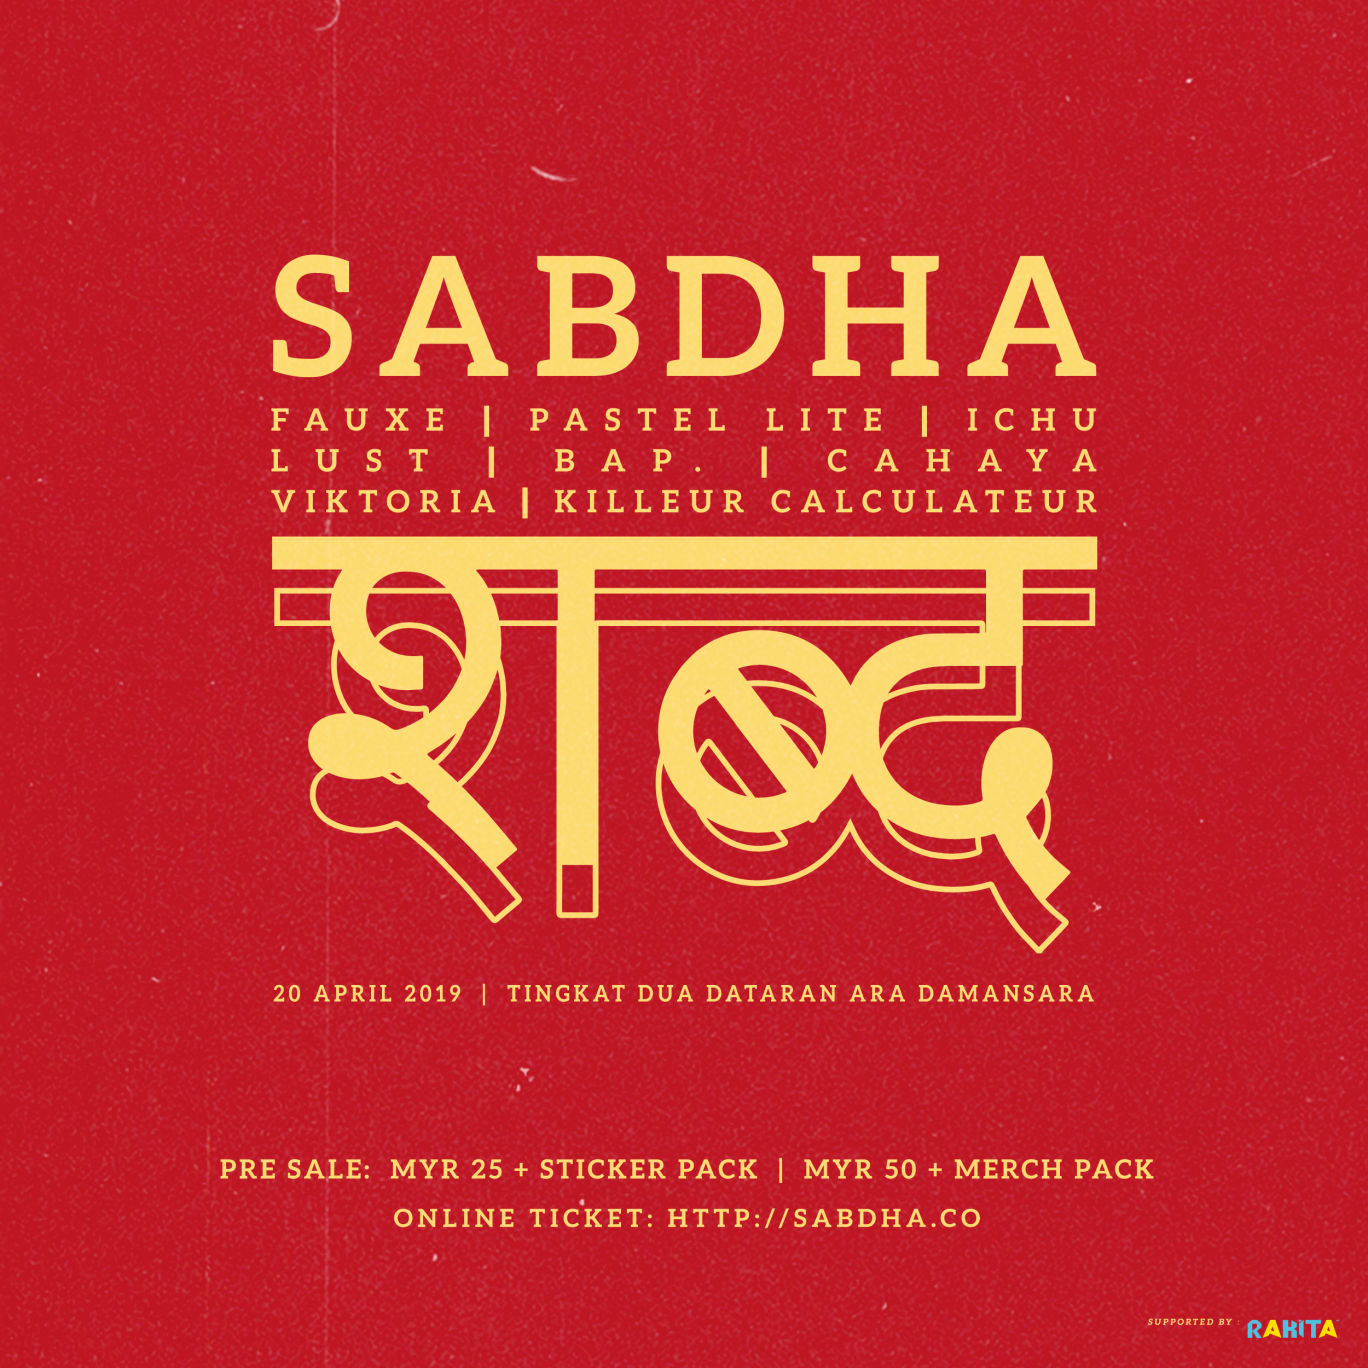 SABDHA
FAUXE | PASTEL LITE | ICHU
LUST | BAP. | CAHAYA
VIKTORIA | KILLEUR CALCULATEUR
शब्द
20 APRIL 2019 | TINGKAT DUA DATARAN ARA DAMANSARA
PRE SALE: MYR 25 + STICKER PACK | MYR 50 + MERCH PACK
ONLINE TICKET: HTTP://SABDHA.CO
SUPPORTED BY : RAKITA